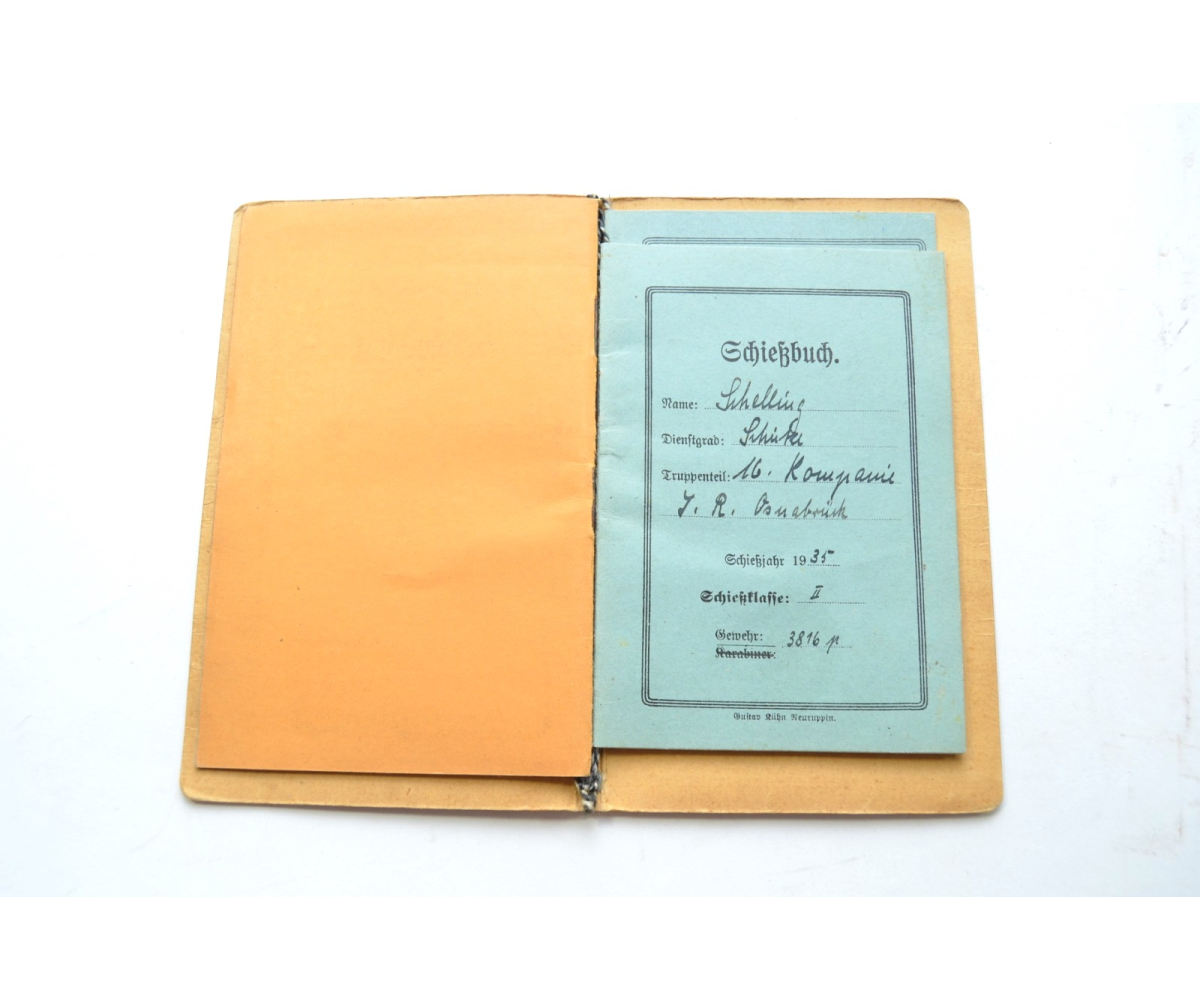 Schießbuch.
Name: Schelling
Dienstgrad: Schütze
Truppenteil: 16. Kompanie
I. R. Osnabrück
Schießjahr 1935
Schießklasse: II
Gewehr: 3816 p
Karabiner:
Gustav Kühn Neuruppin.